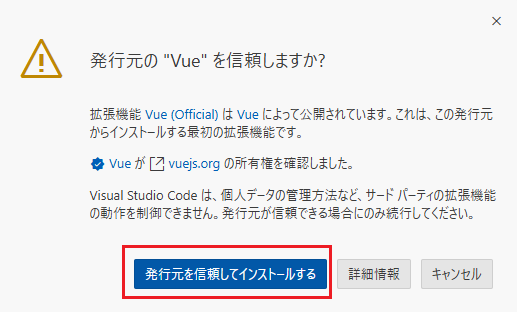 発行元の "Vue" を信頼しますか?
拡張機能 Vue (Official) は Vue によって公開されています。これは、この発行元
からインストールする最初の拡張機能です。
Vue が vuejs.org の所有権を確認しました。
Visual Studio Code は、個人データの管理方法など、サード パーティの拡張機能
の動作を制御できません。発行元が信頼できる場合にのみ続行してください。
発行元を信頼してインストールする 詳細情報 キャンセル